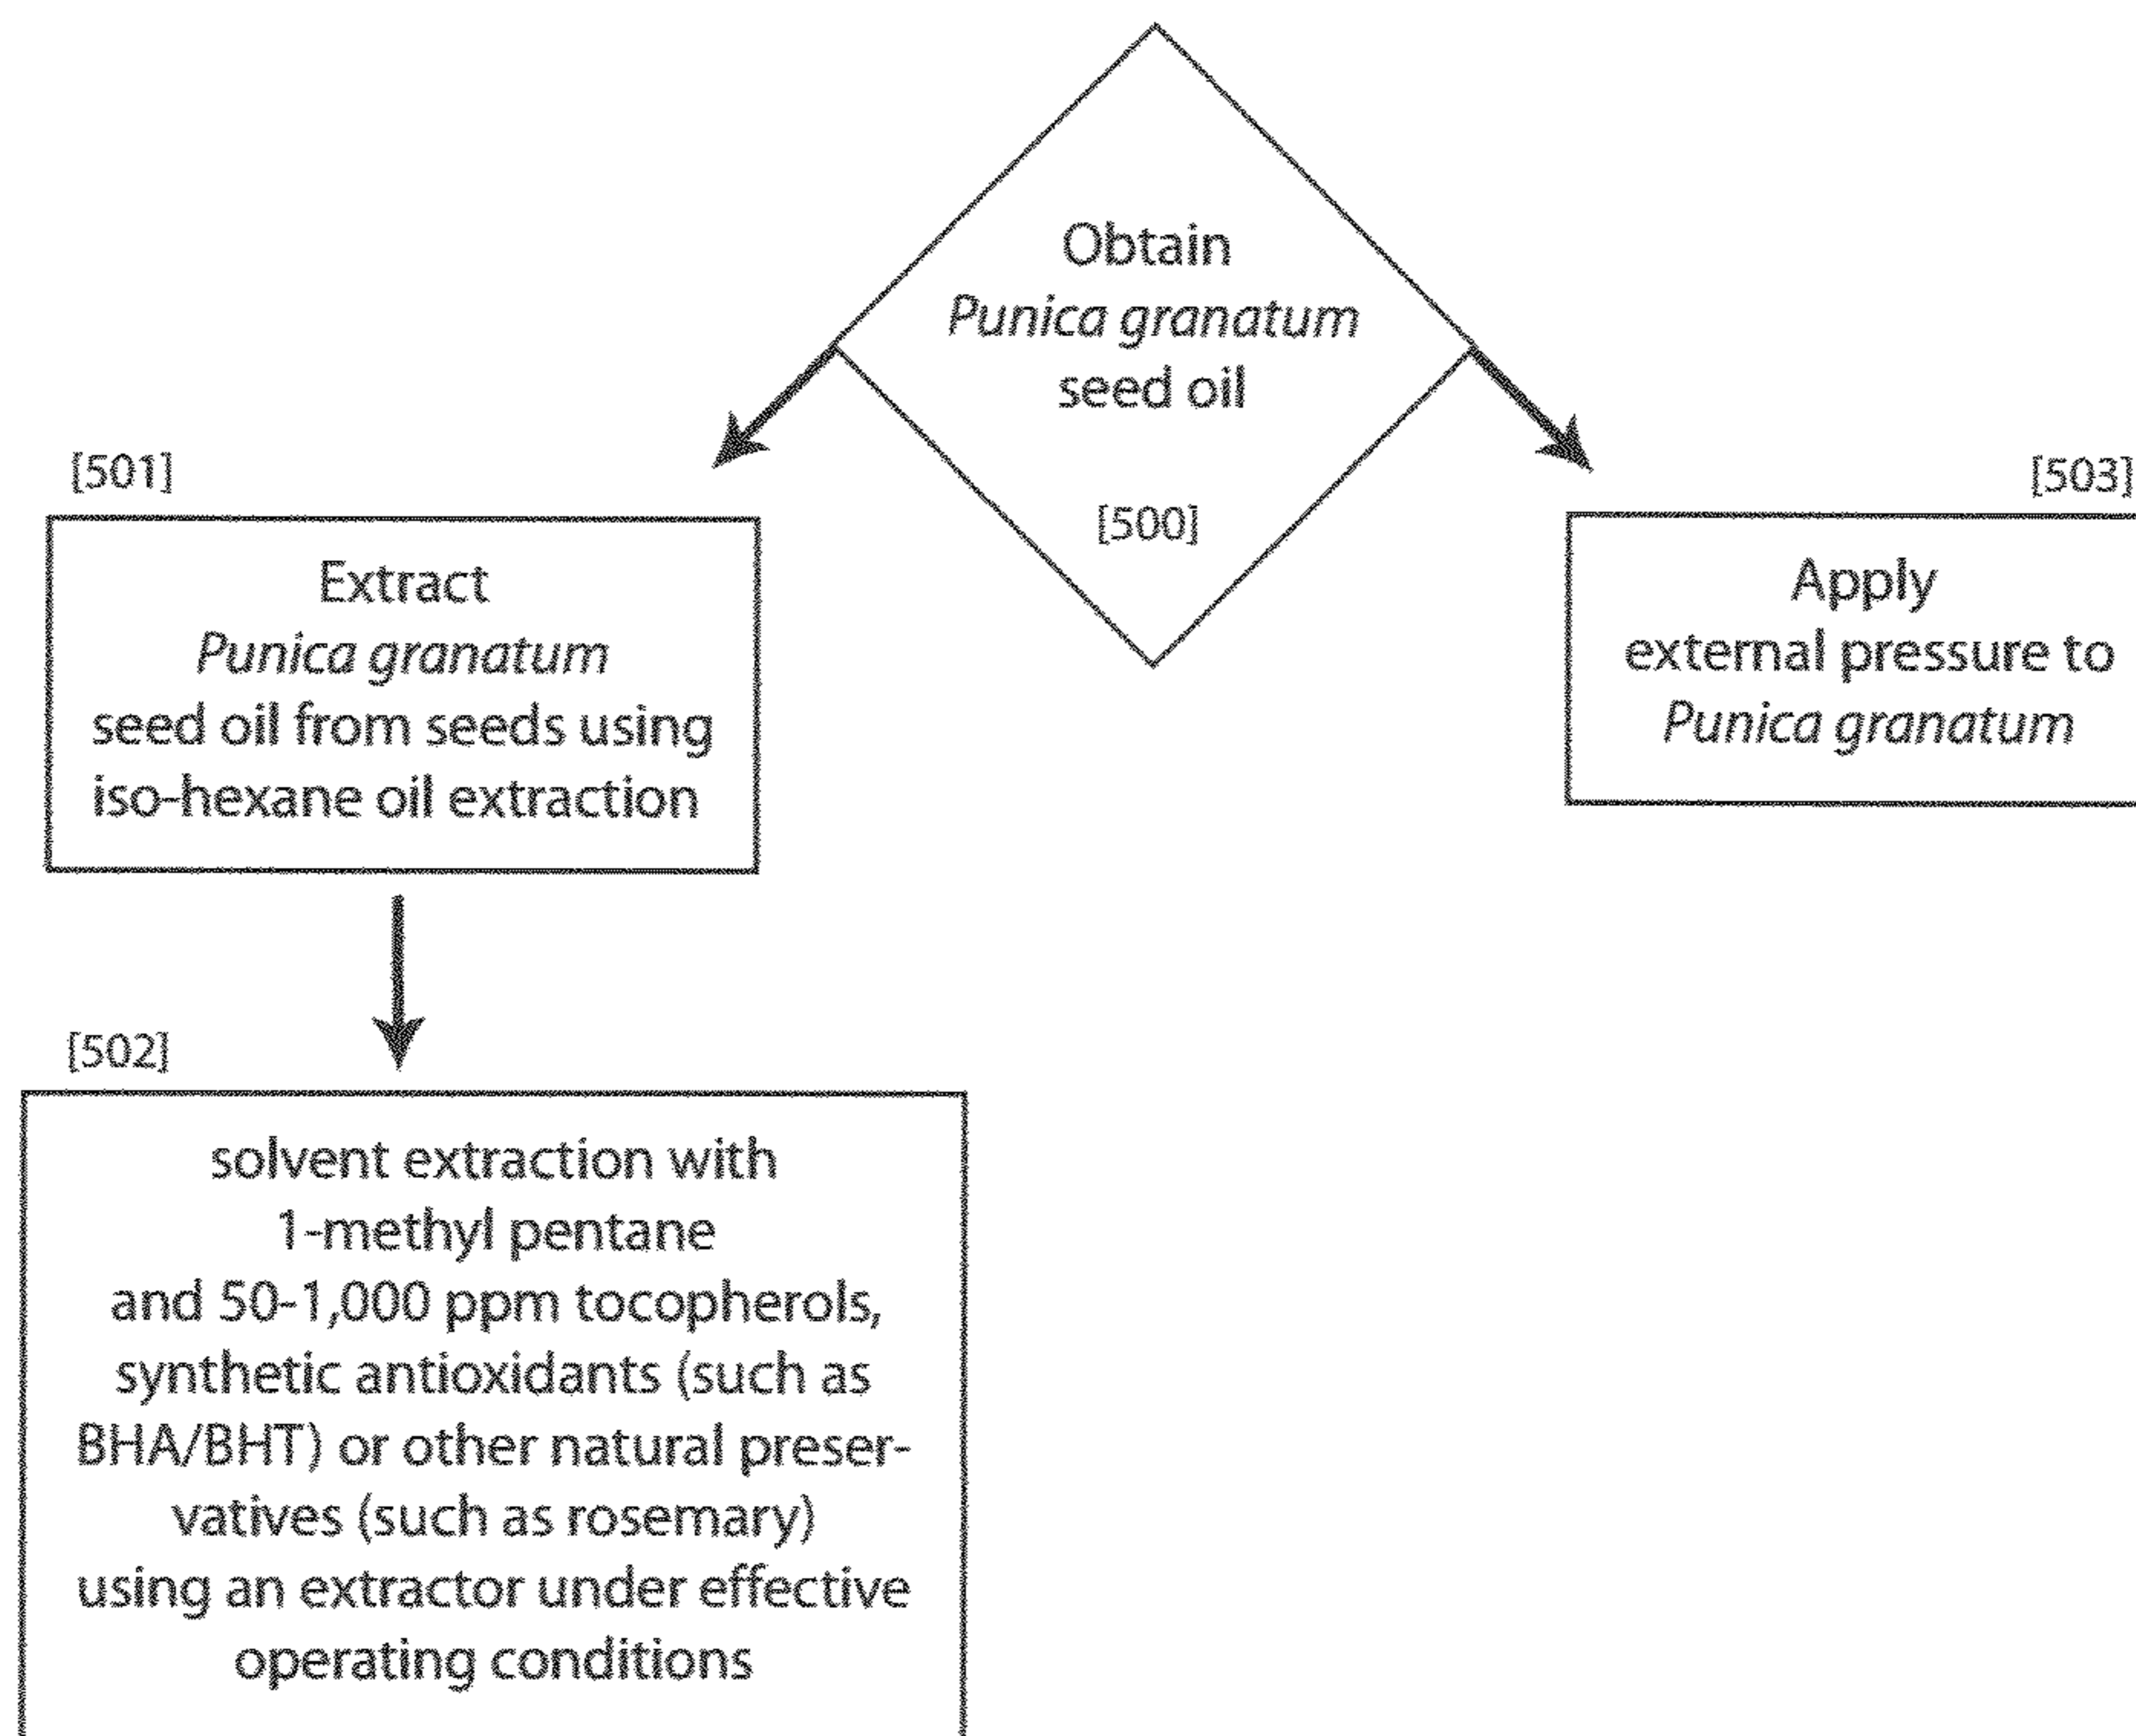 Obtain
Punica granatum
seed oil
[500]
[501]
Extract
Punica granatum
seed oil from seeds using
iso-hexane oil extraction
[502]
solvent extraction with
1-methyl pentane
and 50-1,000 ppm tocopherols,
synthetic antioxidants (such as
BHA/BHT) or other natural preser-
vatives (such as rosemary)
using an extractor under effective
operating conditions
[503]
Apply
external pressure to
Punica granatum